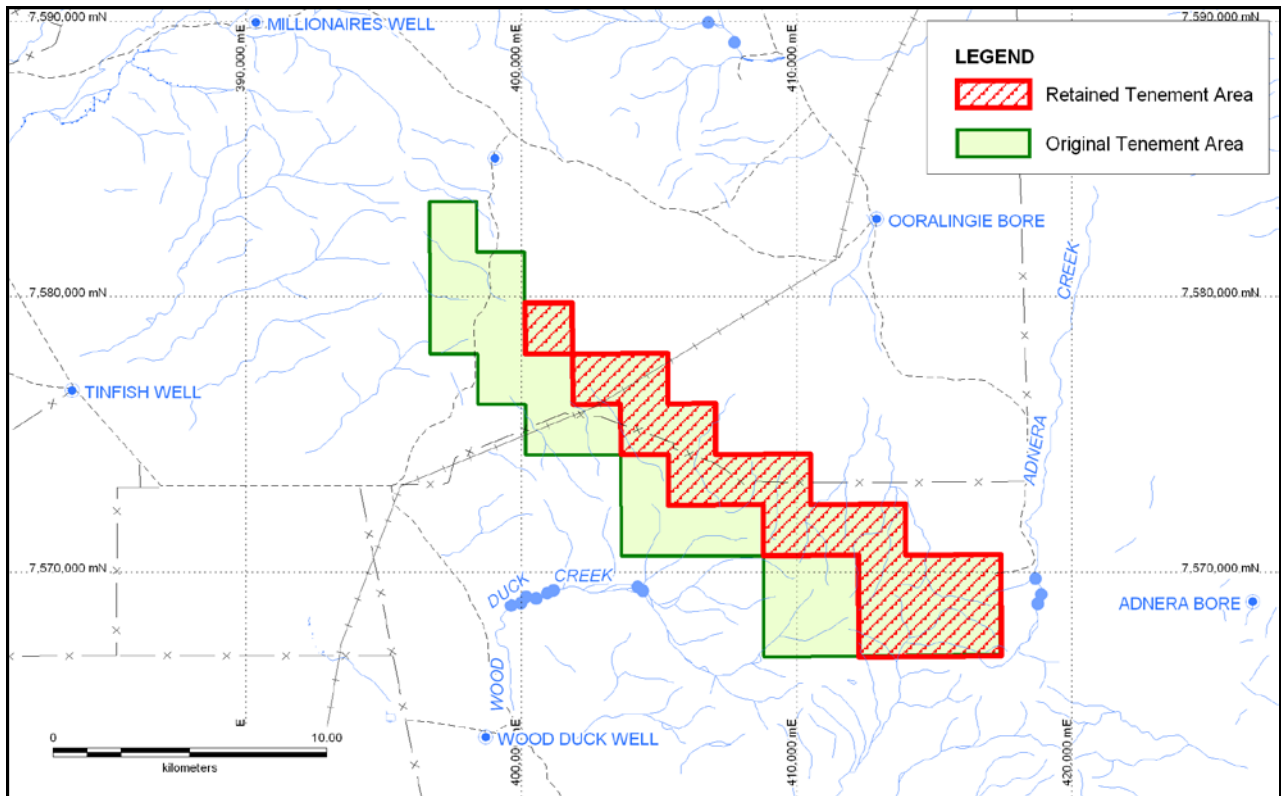 7,590,000 mN
7,590,000 mN
MILLIONAIRES WELL
390,000 mE
400,000 mE
410,000 mE
LEGEND
Retained Tenement Area
Original Tenement Area
OORALINGIE BORE
CREEK
7,580,000 mN
7,580,000 mN
TINFISH WELL
ADNERA
7,570,000 mN
7,570,000 mN
DUCK CREEK
ADNERA BORE
WOOD
E
400,000 mE
410,000 mE
420,000 mE
WOOD DUCK WELL
0 10.00
kilometers